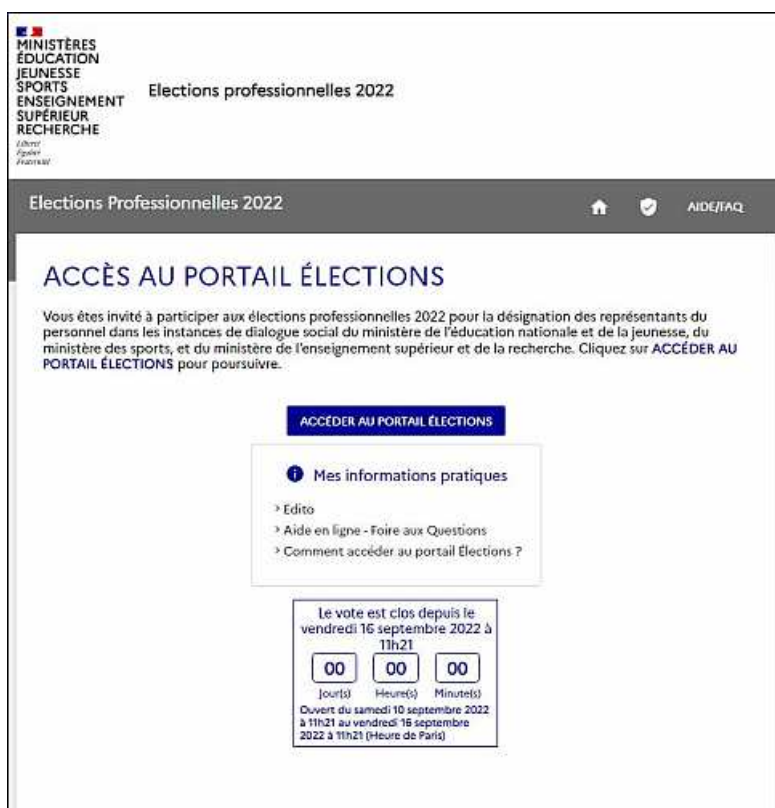 MINISTÈRES
ÉDUCATION
JEUNESSE
SPORTS
ENSEIGNEMENT
SUPÉRIEUR
RECHERCHE
Liberté
Égalité
Fraternité
Elections professionnelles 2022
Elections Professionnelles 2022
AIDE/FAQ
ACCÈS AU PORTAIL ÉLECTIONS
Vous êtes invité à participer aux élections professionnelles 2022 pour la désignation des représentants du
personnel dans les instances de dialogue social du ministère de l'éducation nationale et de la jeunesse, du
ministère des sports, et du ministère de l'enseignement supérieur et de la recherche. Cliquez sur ACCÉDER AU
PORTAIL ÉLECTIONS pour poursuivre.
ACCÉDER AU PORTAIL ÉLECTIONS
Mes informations pratiques
> Edito
> Aide en ligne - Foire aux Questions
> Comment accéder au portail Élections ?
Le vote est clos depuis le
vendredi 16 septembre 2022 à
11h21
00 00 00
Jour(s) Heure(s) Minute(s)
Ouvert du samedi 10 septembre 2022
à 11h21 au vendredi 16 septembre
2022 à 11h21 (Heure de Paris)